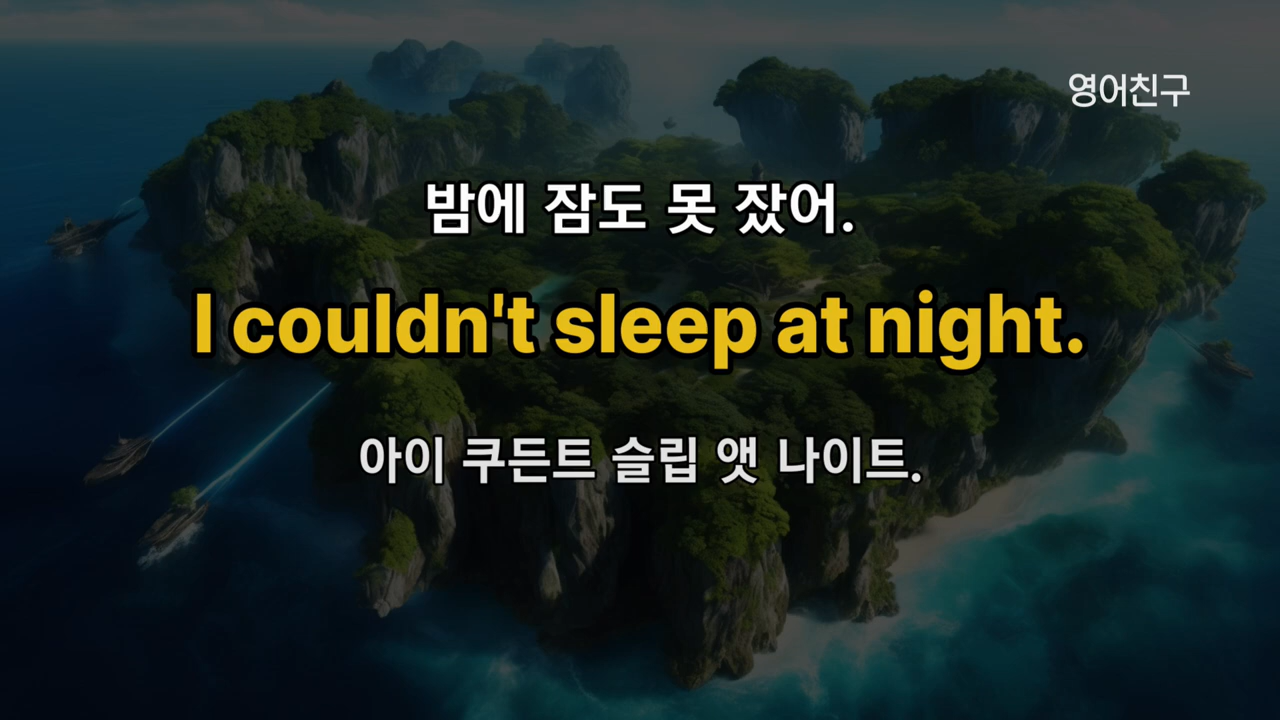 영어친구
밤에 잠도 못 잤어.
I couldn't sleep at night.
아이 쿠든트 슬립 앳 나이트.